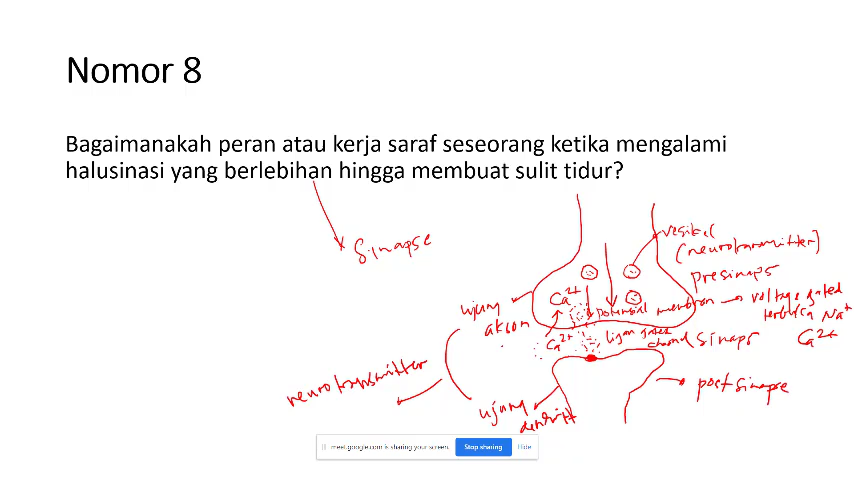 Nomor 8
Bagaimanakah peran atau kerja saraf seseorang ketika mengalami
halusinasi yang berlebihan hingga membuat sulit tidur?
Sinapse
vesikel
(neurotransmitter)
presinaps
Ca²⁺
ujung
akson
potensial membran
voltage gated
terbuka Na⁺
Ca²⁺
Ca²⁺
ligan gated
channel
sinaps
neurotransmitter
ujung
dendrit
post sinapse
meet.google.com is sharing your screen.
Stop sharing
Hide